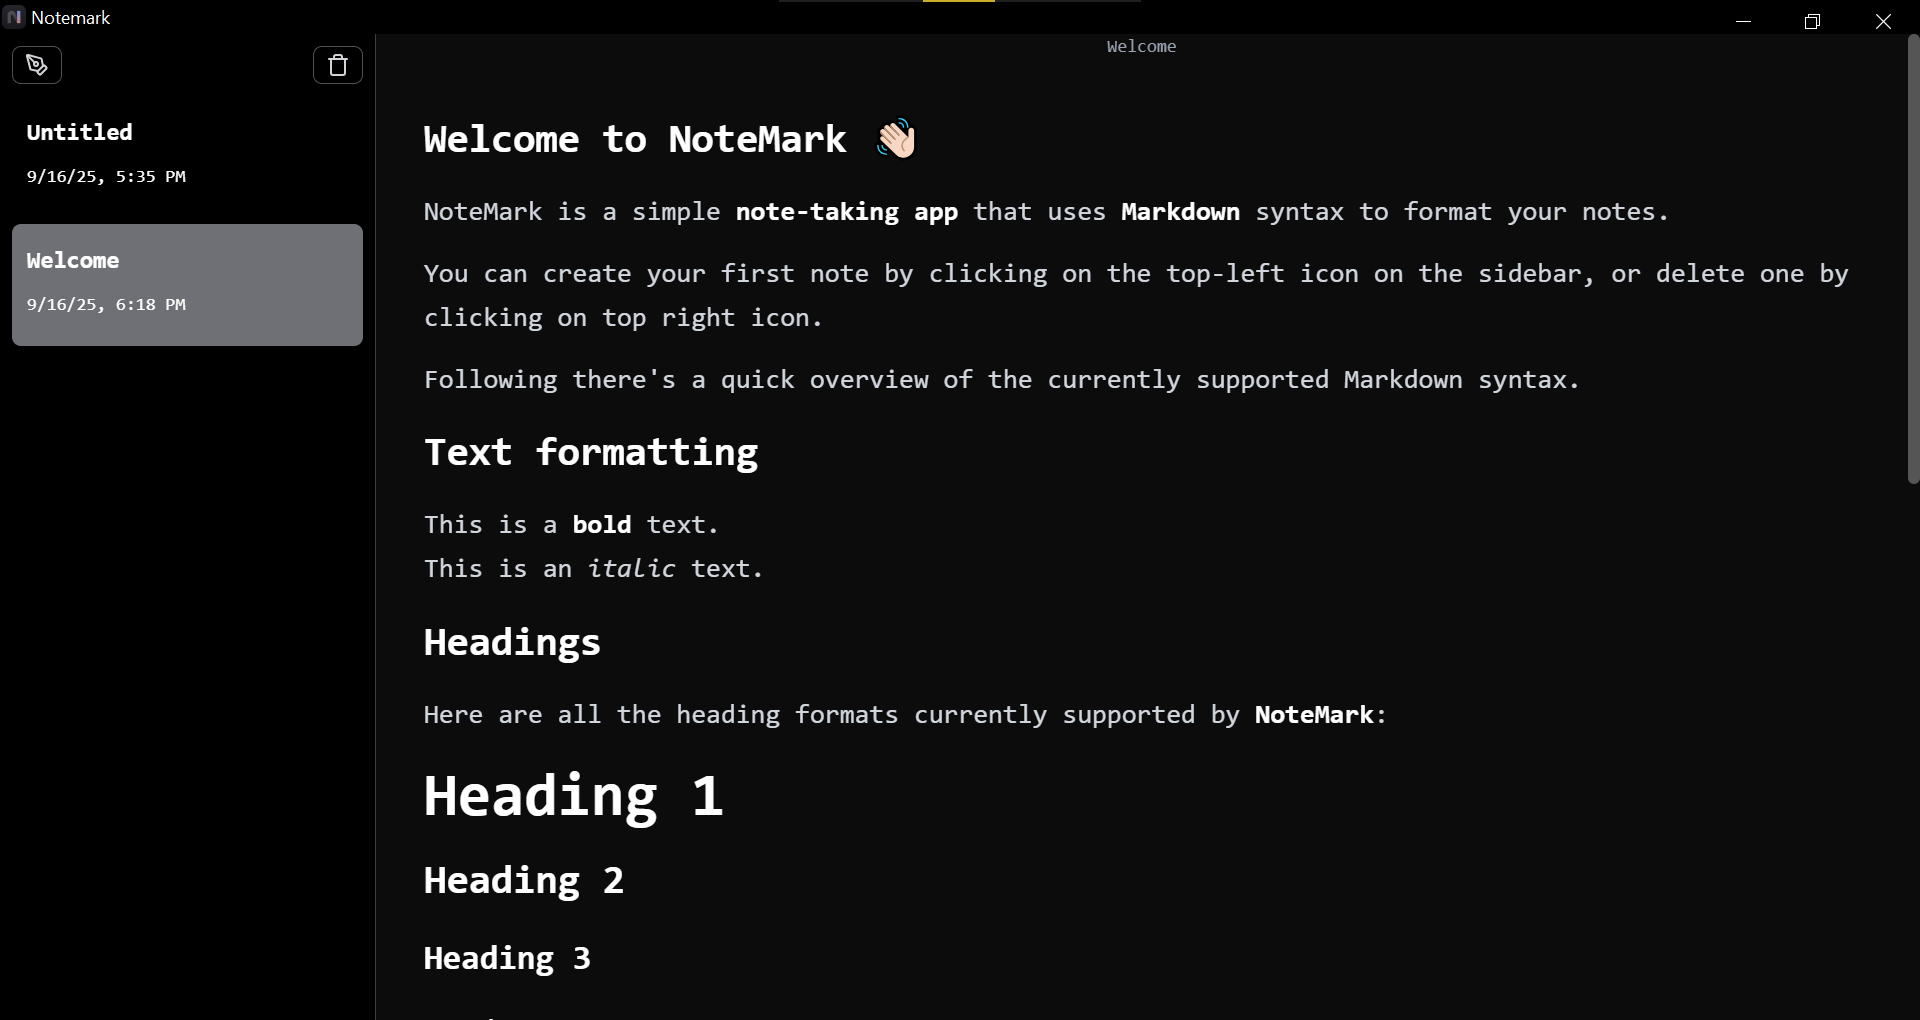 Notemark
Untitled
9/16/25, 5:35 PM
Welcome
9/16/25, 6:18 PM
Welcome
Welcome to NoteMark 👋🏻
NoteMark is a simple note-taking app that uses Markdown syntax to format your notes.
You can create your first note by clicking on the top-left icon on the sidebar, or delete one by
clicking on top right icon.
Following there's a quick overview of the currently supported Markdown syntax.
Text formatting
This is a bold text.
This is an italic text.
Headings
Here are all the heading formats currently supported by NoteMark:
Heading 1
Heading 2
Heading 3